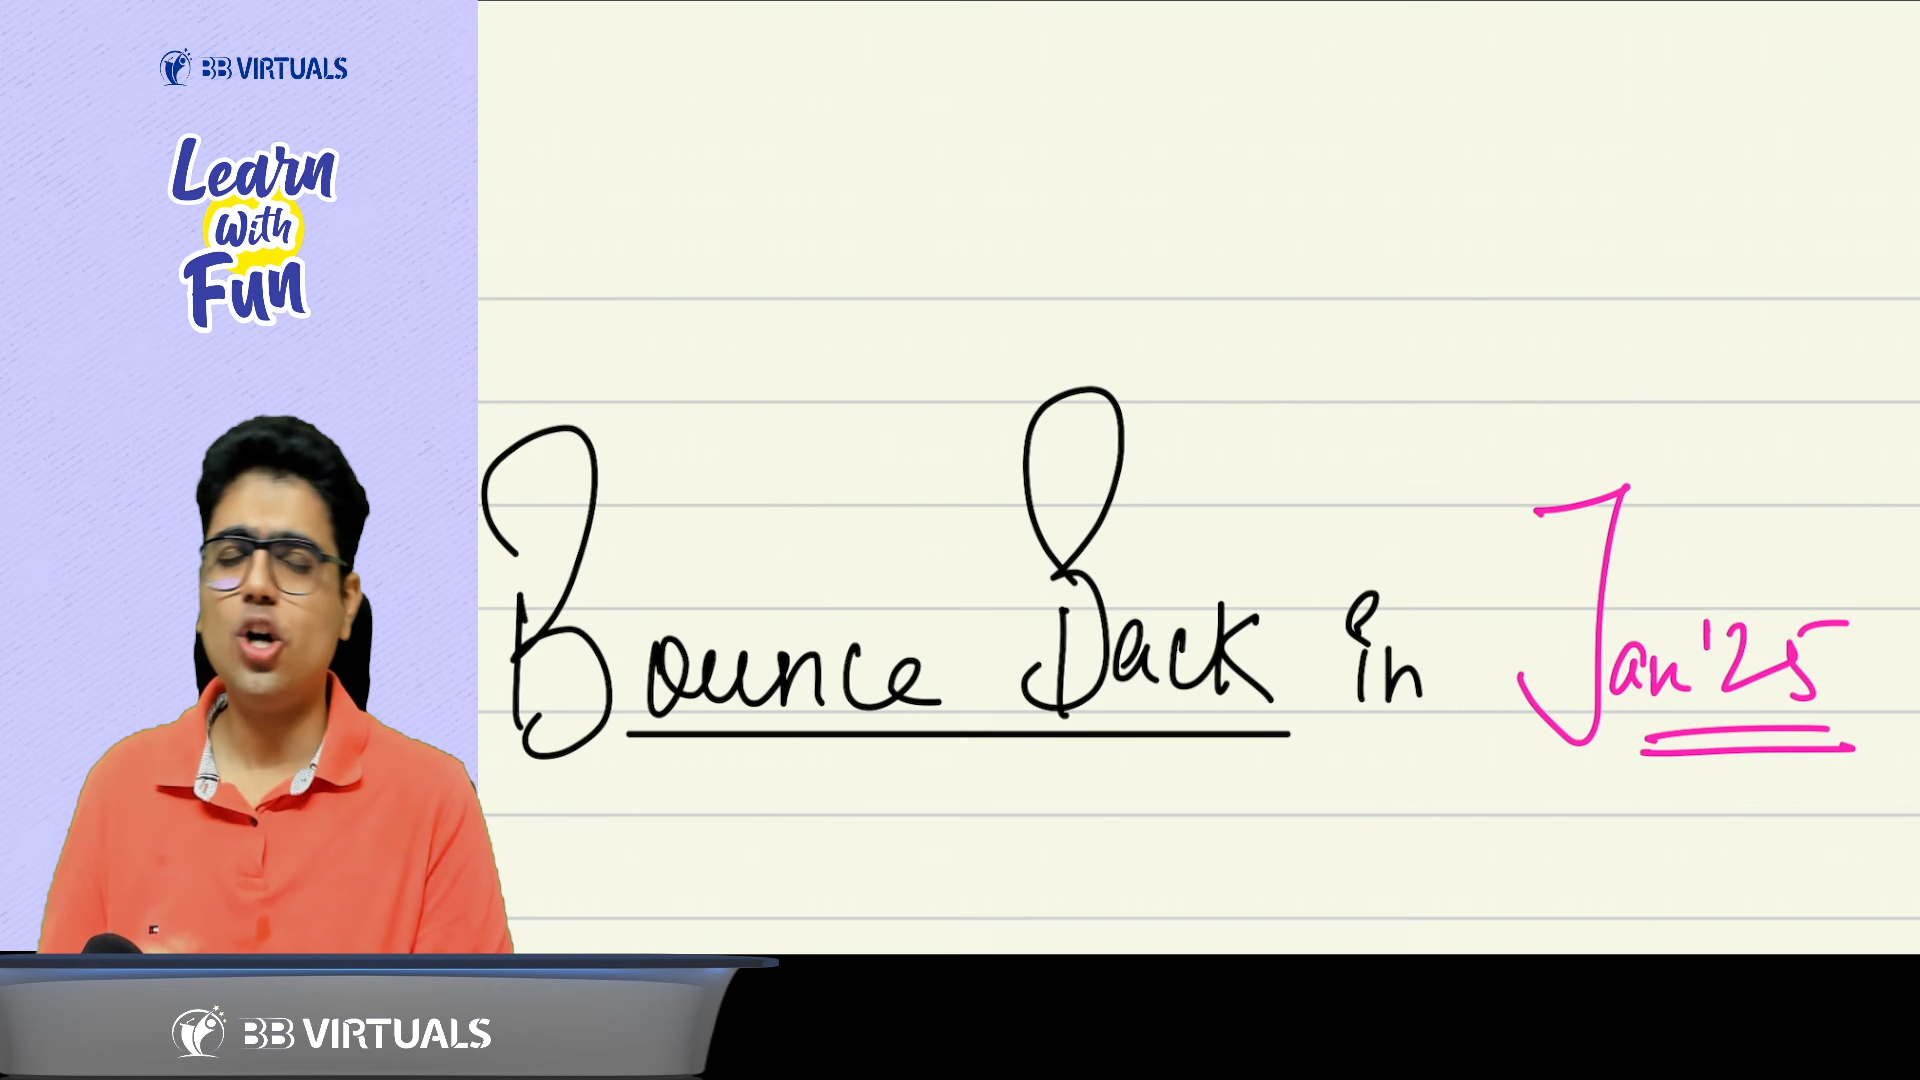 BB VIRTUALS
Learn
With
Fun
Bounce Back in Jan '25
BB VIRTUALS